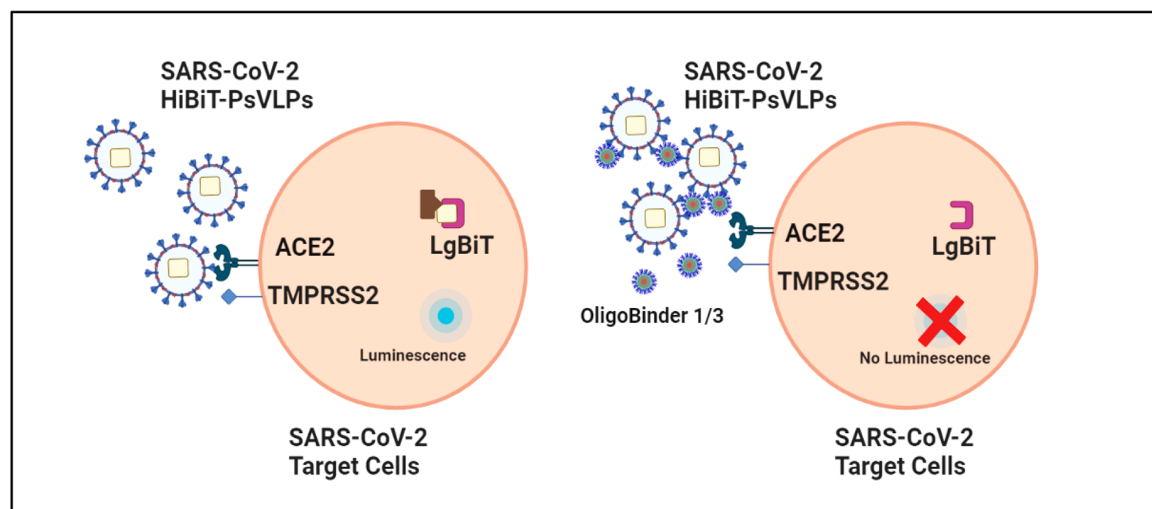 SARS-CoV-2
HiBiT-PsVLPs
ACE2
LgBiT
TMPRSS2
Luminescence
SARS-CoV-2
Target Cells
SARS-CoV-2
HiBiT-PsVLPs
ACE2
LgBiT
TMPRSS2
OligoBinder 1/3
No Luminescence
SARS-CoV-2
Target Cells